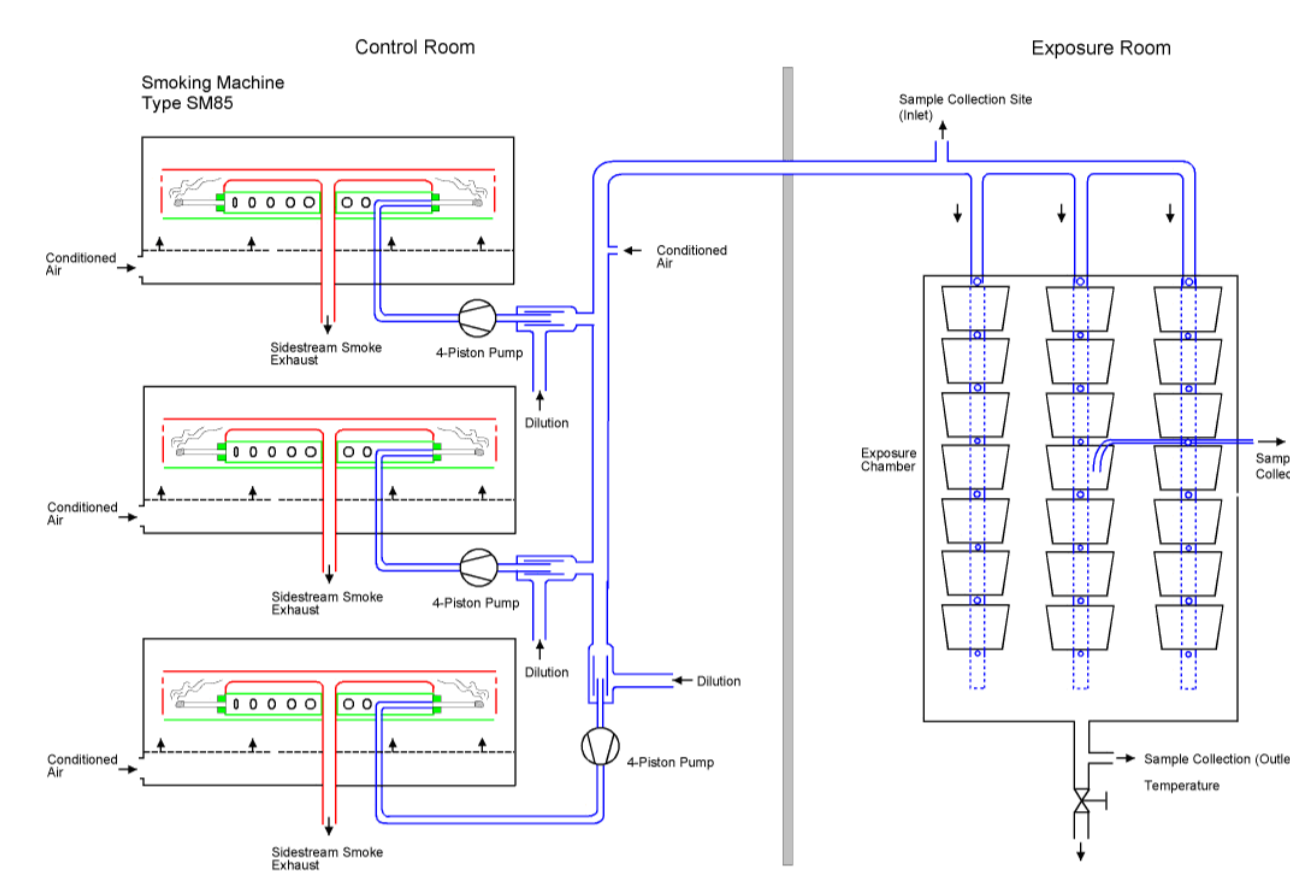 Control Room
Exposure Room
Smoking Machine
Type SM85
Sample Collection Site
(Inlet)
Conditioned
Air
Conditioned
Air
Sidestream Smoke
Exhaust
4-Piston Pump
Dilution
Exposure
Chamber
Conditioned
Air
Sidestream Smoke
Exhaust
4-Piston Pump
Dilution
Dilution
Conditioned
Air
4-Piston Pump
Sidestream Smoke
Exhaust
Samp
Collec
Sample Collection (Outle
Temperature